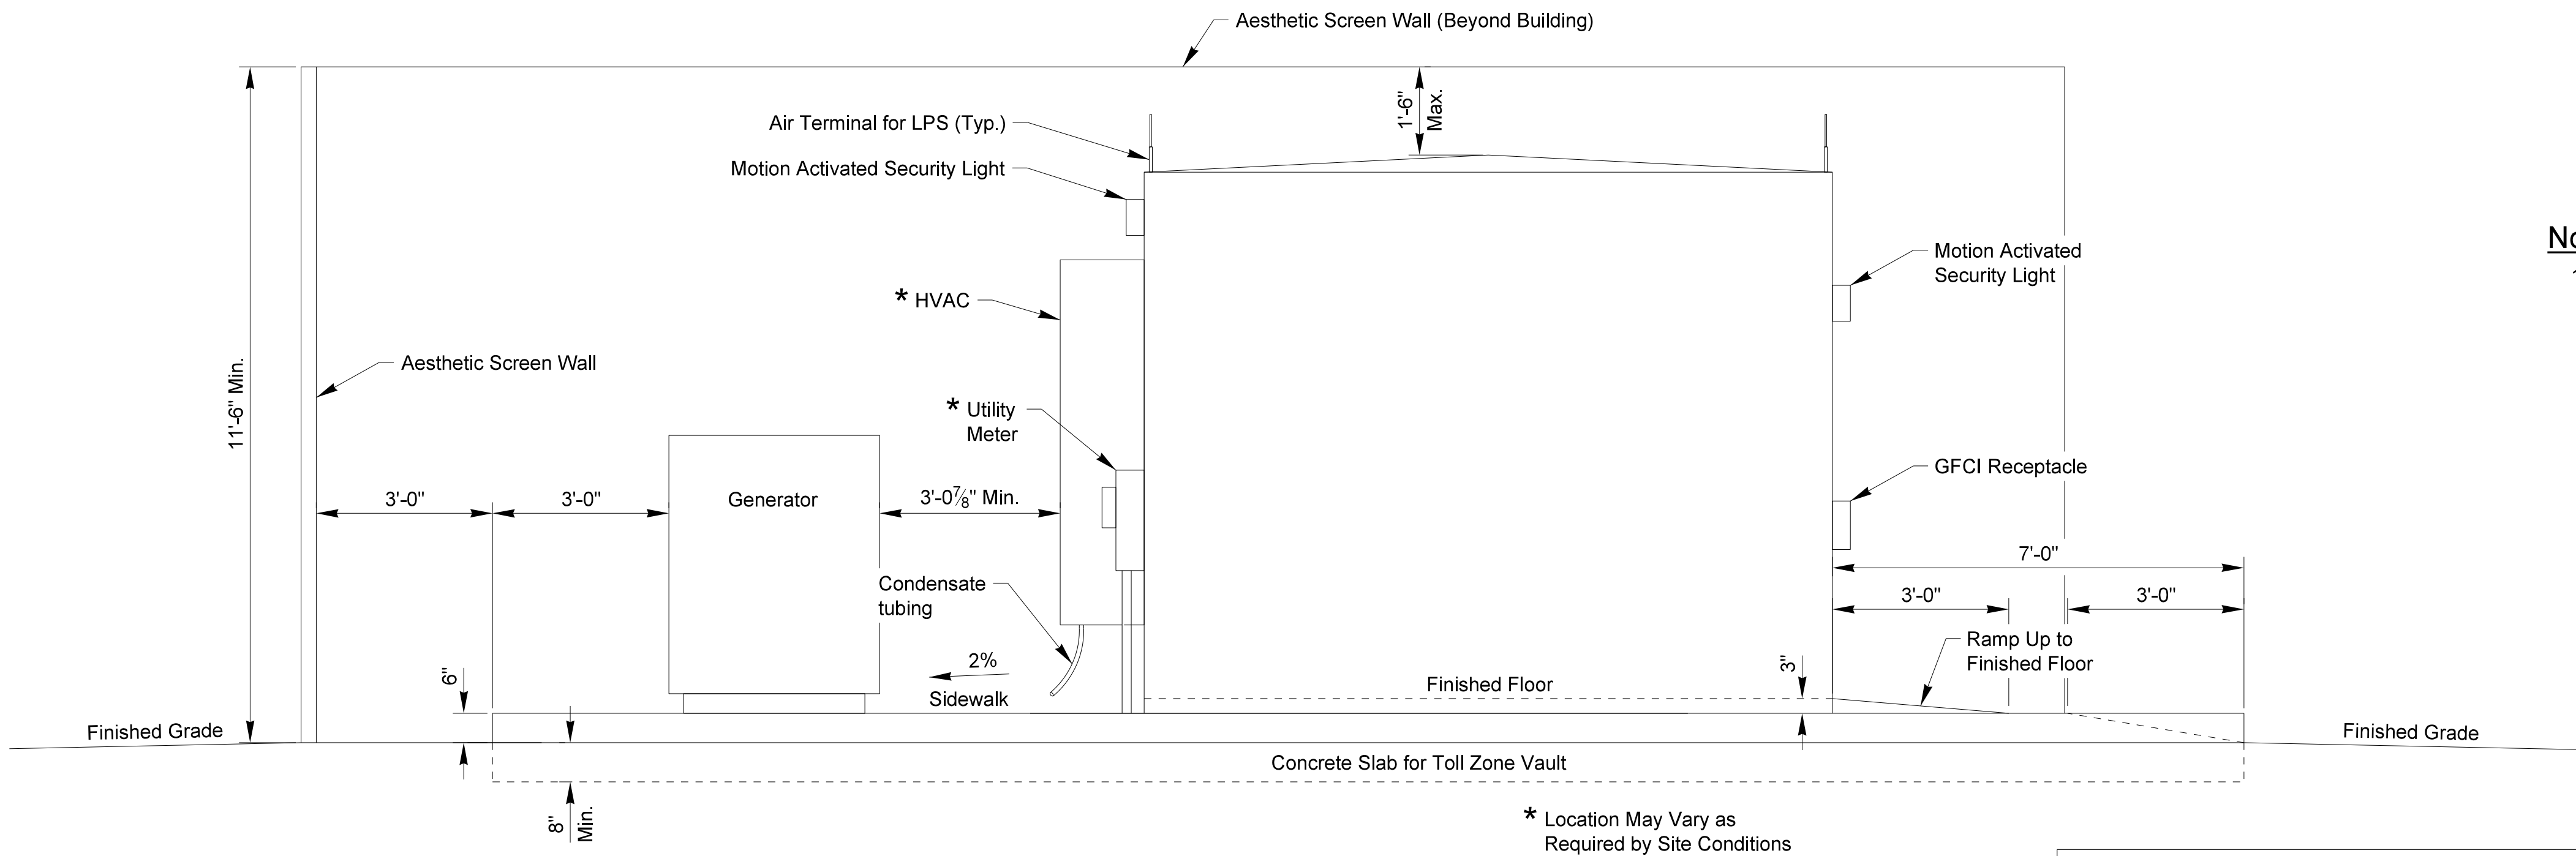 Aesthetic Screen Wall (Beyond Building)
1'-6"
Max.
Air Terminal for LPS (Typ.)
Motion Activated Security Light
No
1
Motion Activated
Security Light
* HVAC
Aesthetic Screen Wall
11'-6" Min.
* Utility
Meter
GFCI Receptacle
3'-0"
3'-0"
Generator
3'-0⅞" Min.
7'-0"
Condensate
tubing
3'-0"
3'-0"
Ramp Up to
Finished Floor
2%
Sidewalk
6"
3"
Finished Floor
Finished Grade
Finished Grade
Concrete Slab for Toll Zone Vault
8"
Min.
* Location May Vary as
Required by Site Conditions